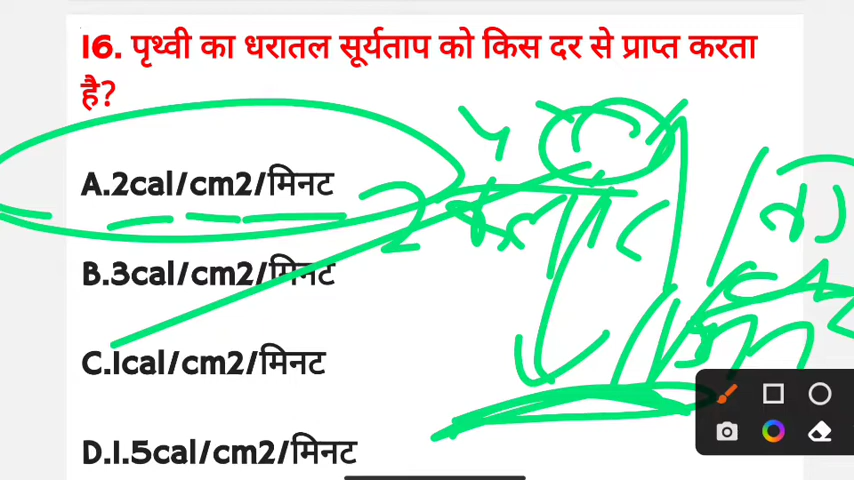 16. पृथ्वी का धरातल सूर्यताप को किस दर से प्राप्त करता
है?
A.2cal/cm2/मिनट
B.3cal/cm2/मिनट
C.1cal/cm2/मिनट
D.1.5cal/cm2/मिनट